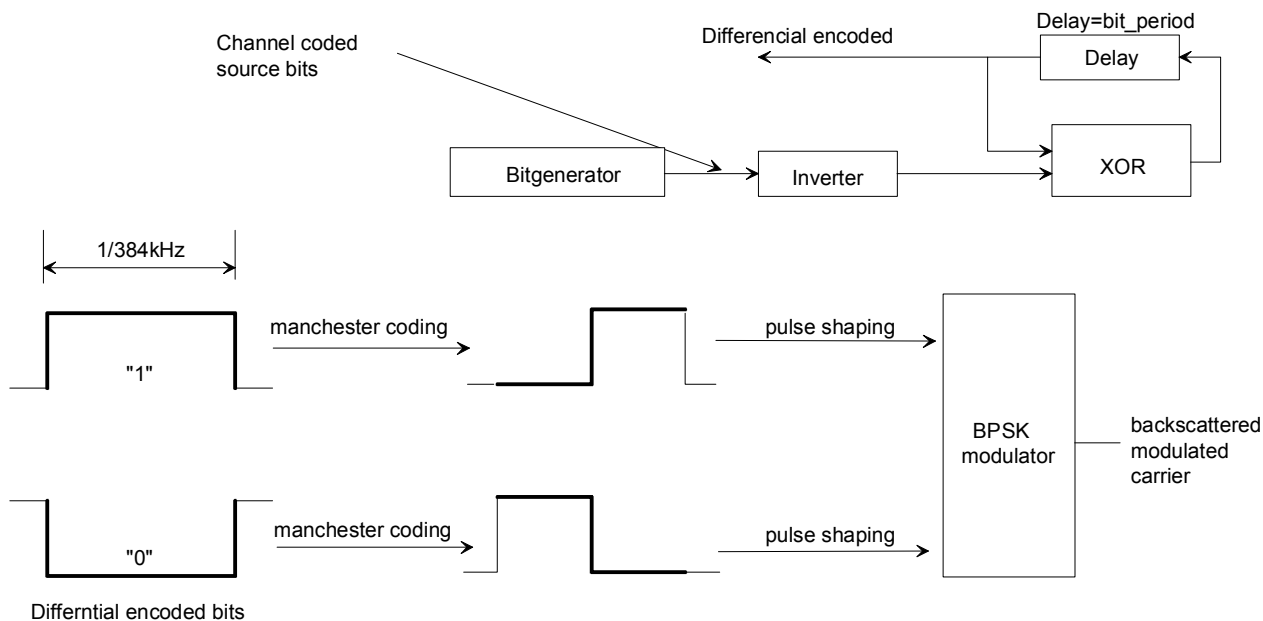 Delay=bit_period
Channel coded
source bits
Differencial encoded
Delay
Bitgenerator
Inverter
XOR
1/384kHz
"1"
manchester coding
pulse shaping
BPSK
modulator
backscattered
modulated
carrier
"0"
manchester coding
pulse shaping
Differntial encoded bits